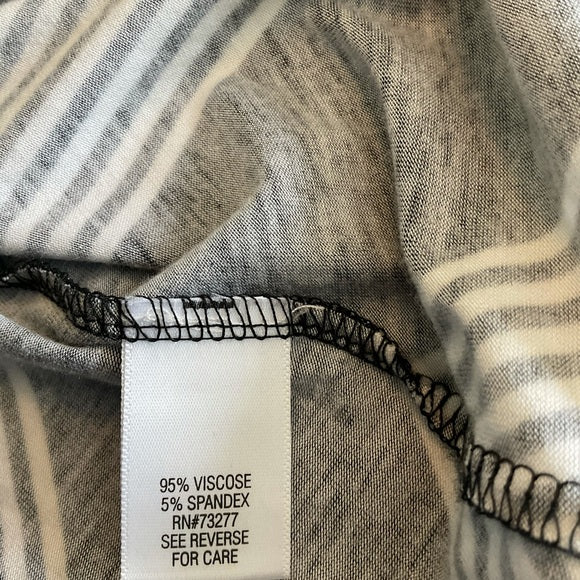 95% VISCOSE
5% SPANDEX
RN#73277
SEE REVERSE
FOR CARE